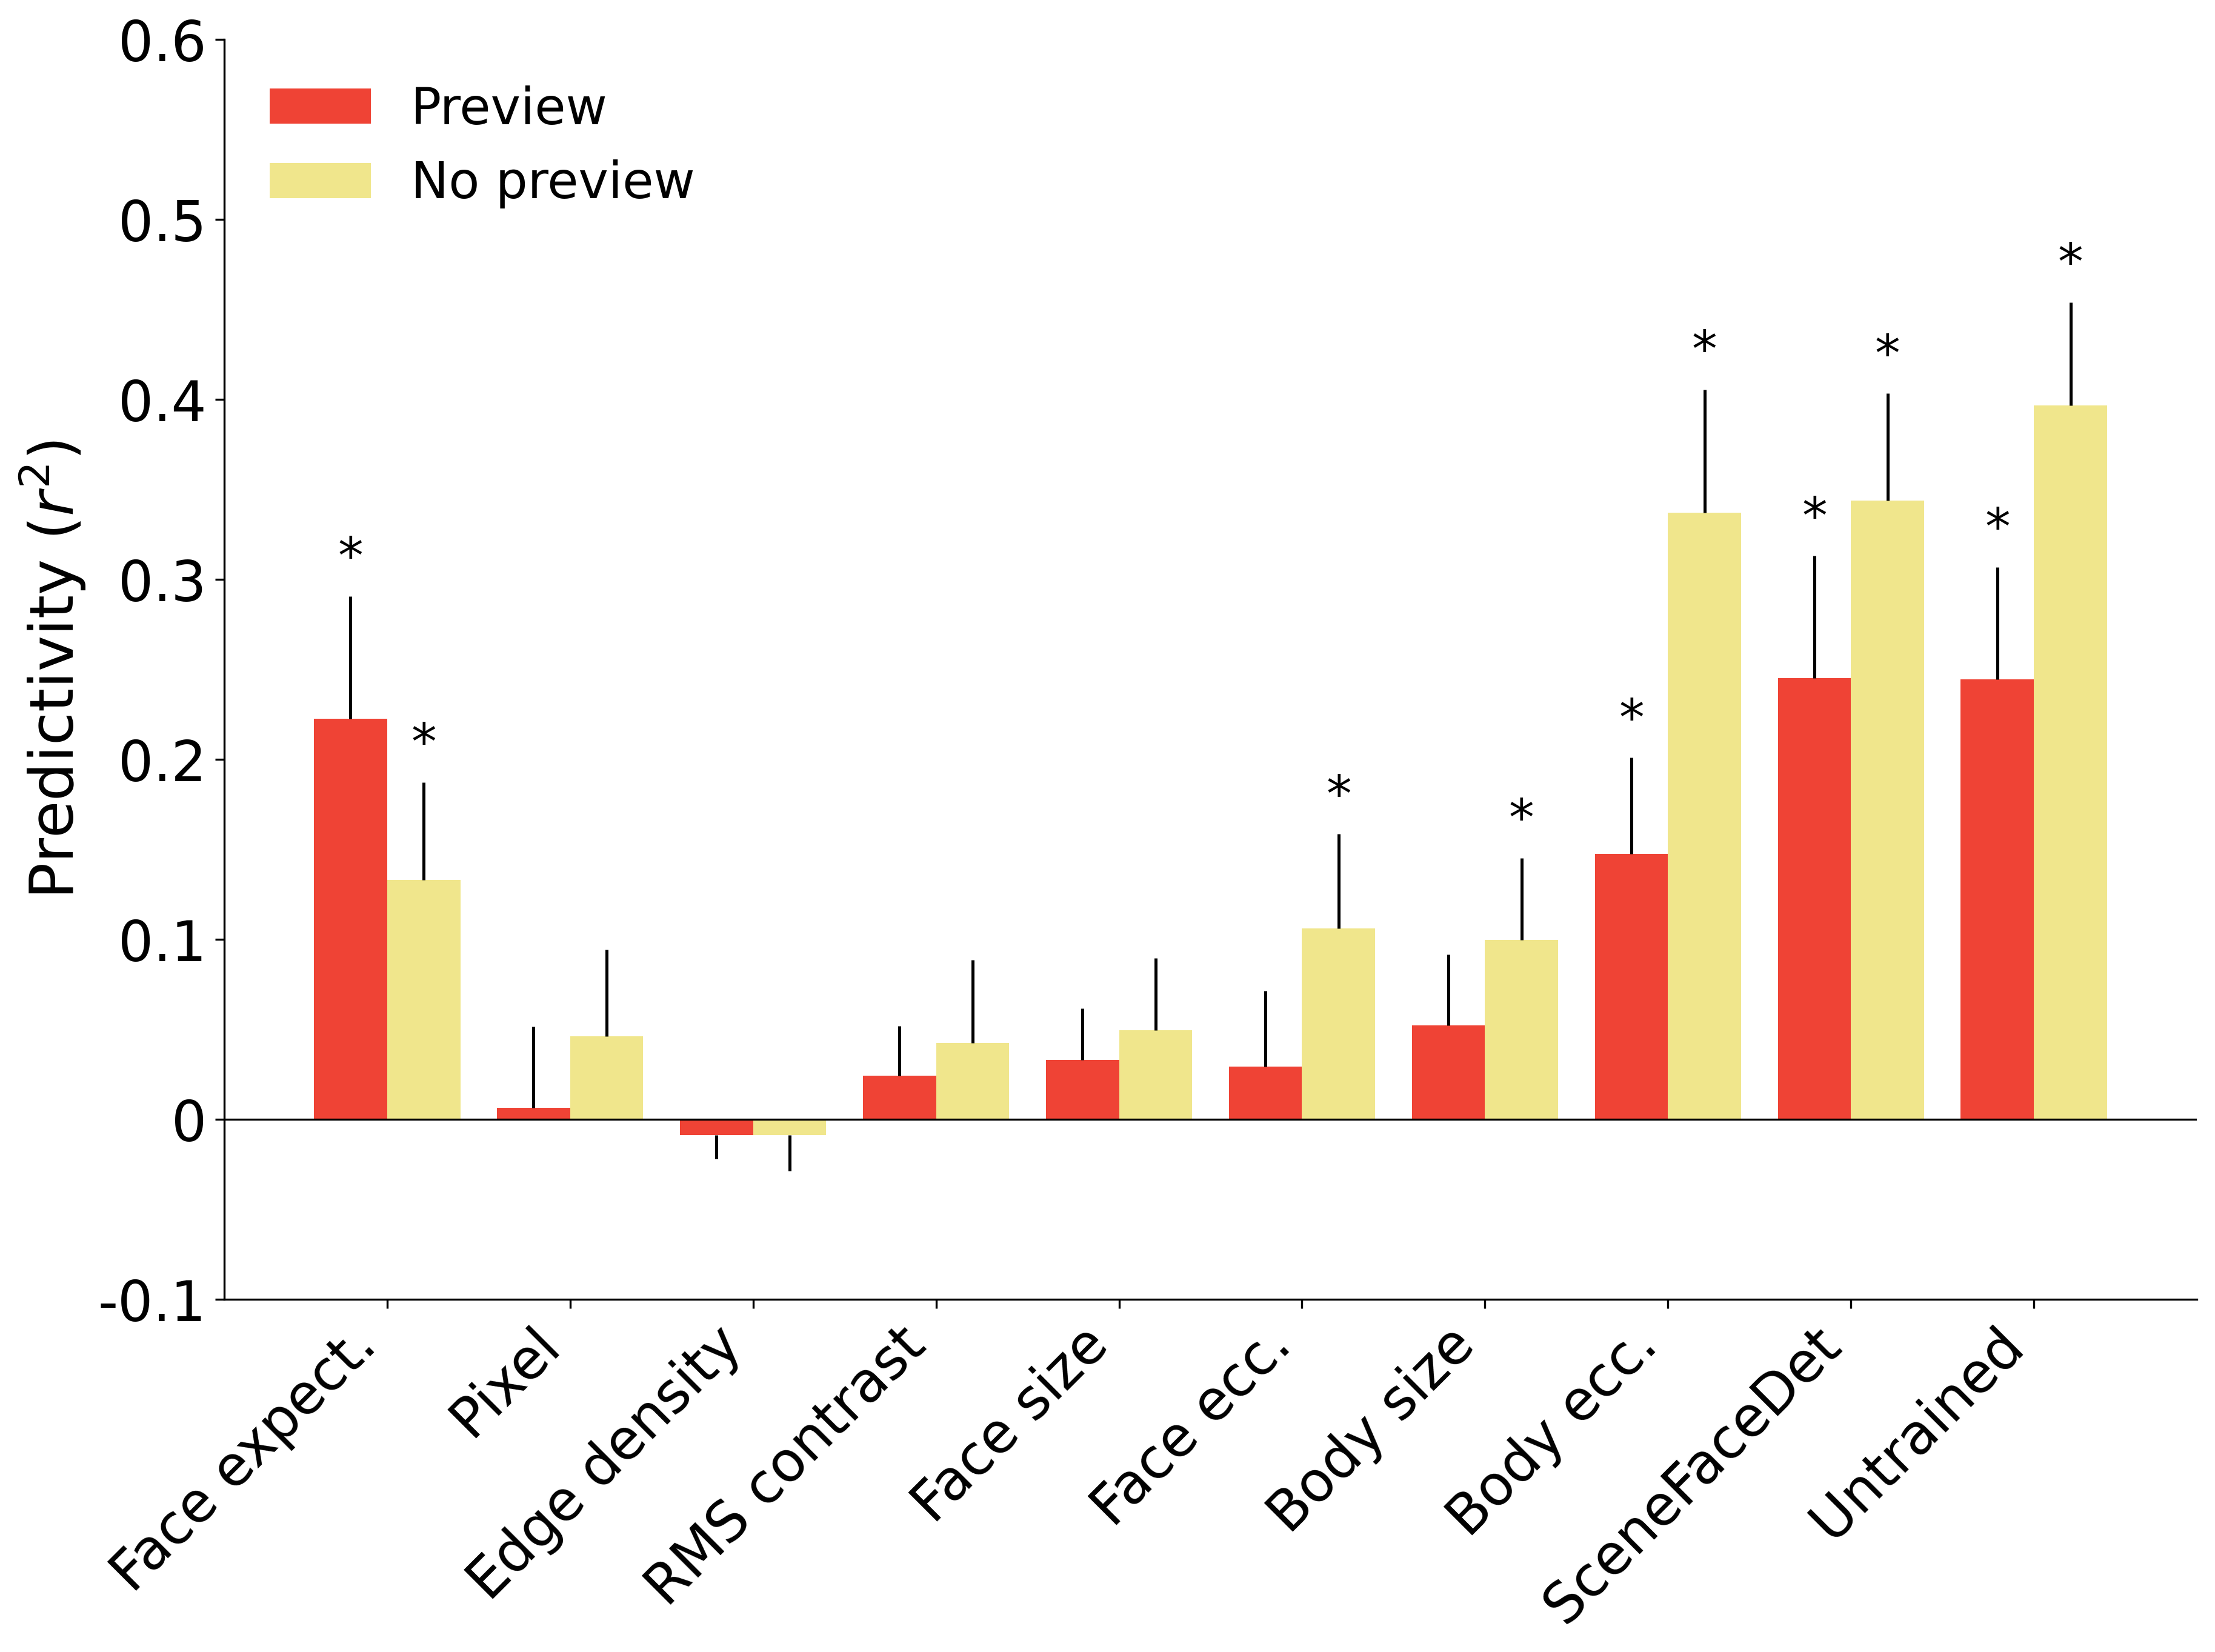 0.6
0.5
0.4
0.3
0.2
0.1
0
-0.1
Predictivity (r²)
Preview
No preview
*
*
*
*
*
*
*
*
*
*
Face expect.
Pixel
Edge density
RMS contrast
Face size
Face ecc.
Body size
Body ecc.
SceneFaceDet
Untrained